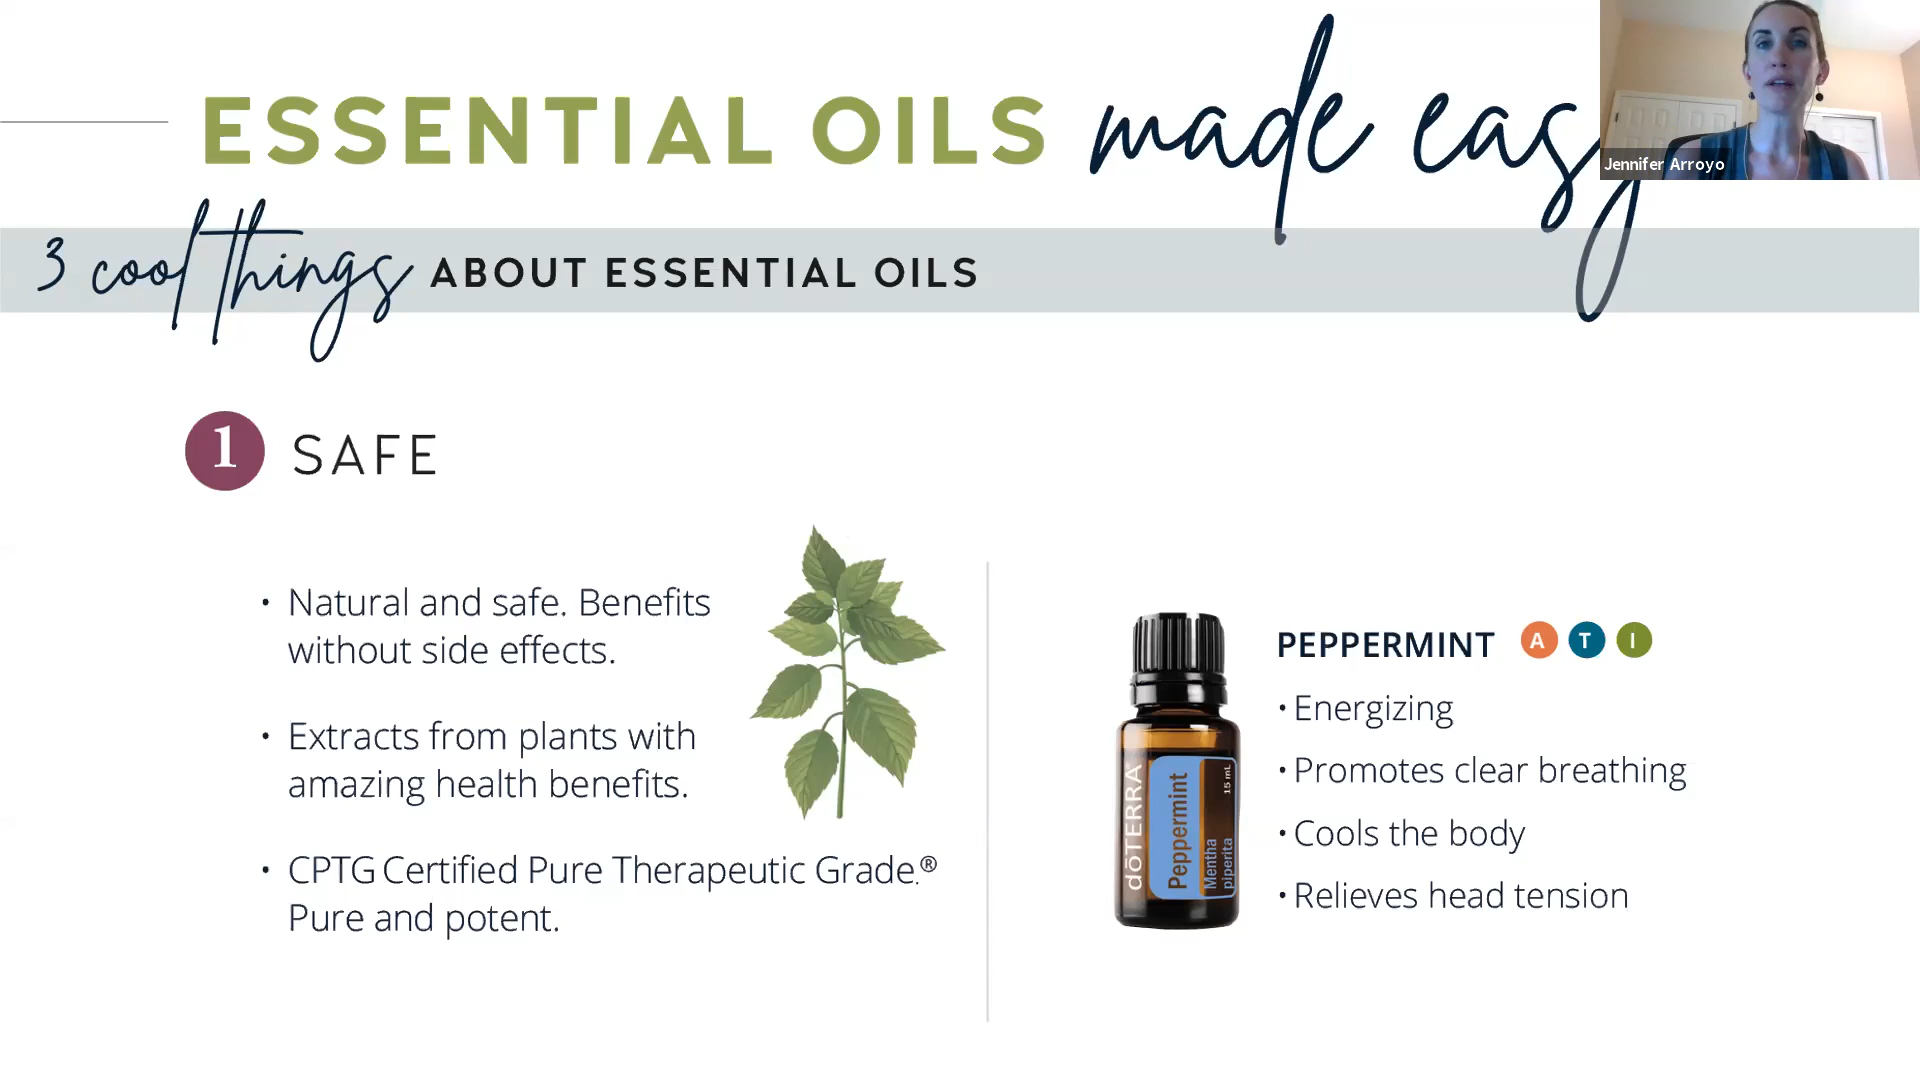 ESSENTIAL OILS made easy
Jennifer Arroyo
3 cool things ABOUT ESSENTIAL OILS
1 SAFE
• Natural and safe. Benefits
without side effects.
• Extracts from plants with
amazing health benefits.
• CPTG Certified Pure Therapeutic Grade.®
Pure and potent.
dōTERRA
Peppermint
Mentha
piperita
15 mL
PEPPERMINT A T I
• Energizing
• Promotes clear breathing
• Cools the body
• Relieves head tension